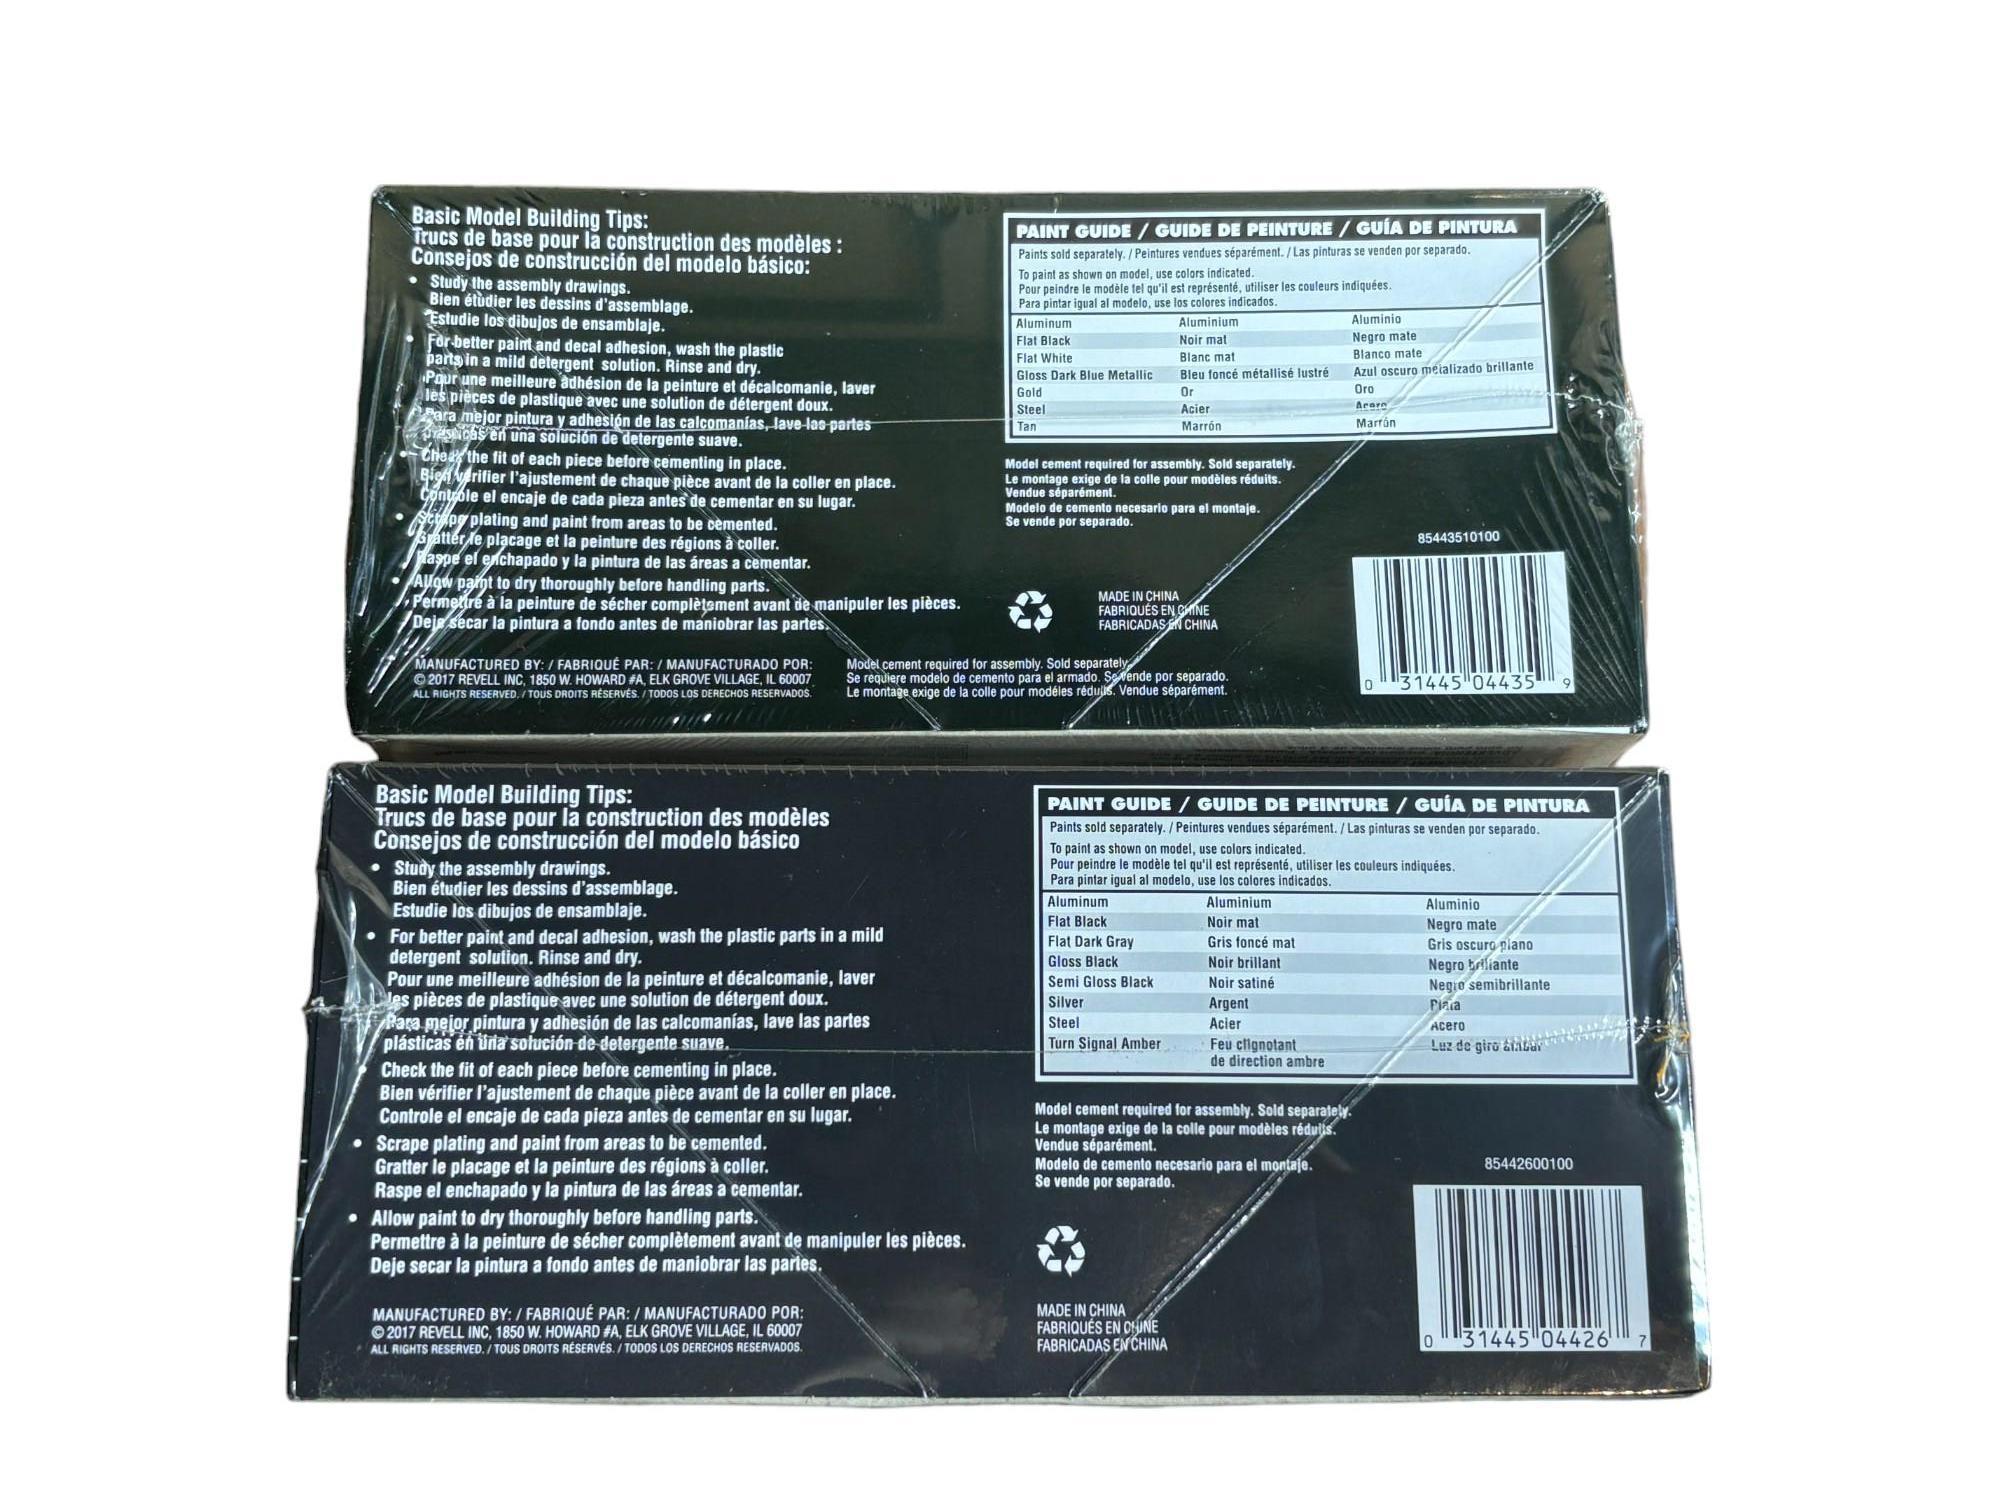 Basic Model Building Tips:
Trucs de base pour la construction des modèles :
Consejos de construcción del modelo básico:
• Study the assembly drawings.
Bien étudier les dessins d'assemblage.
Estudie los dibujos de ensamblaje.
• For better paint and decal adhesion, wash the plastic
parts in a mild detergent solution. Rinse and dry.
Pour une meilleure adhésion de la peinture et décalcomanie, laver
les pièces de plastique avec une solution de détergent doux.
Para mejor pintura y adhesión de las calcomanías, lave las partes
plásticas en una solución de detergente suave.
• Check the fit of each piece before cementing in place.
Bien vérifier l'ajustement de chaque pièce avant de la coller en place.
Controle el encaje de cada pieza antes de cementar en su lugar.
• Scrape plating and paint from areas to be cemented.
Gratter le placage et la peinture des régions à coller.
Raspe el enchapado y la pintura de las áreas a cementar.
• Allow paint to dry thoroughly before handling parts.
Permettre à la peinture de sécher complètement avant de manipuler les pièces.
Deje secar la pintura a fondo antes de maniobrar las partes.
MANUFACTURED BY: / FABRIQUÉ PAR: / MANUFACTURADO POR:
© 2017 REVELL INC, 1850 W. HOWARD #A, ELK GROVE VILLAGE, IL 60007
ALL RIGHTS RESERVED. / TOUS DROITS RÉSERVÉS. / TODOS LOS DERECHOS RESERVADOS.
Model cement required for assembly. Sold separately.
Se requiere modelo de cemento para el armado. Se vende por separado.
Le montage exige de la colle pour modéles réduits. Vendue séparément.
PAINT GUIDE / GUIDE DE PEINTURE / GUÍA DE PINTURA
Paints sold separately. / Peintures vendues séparément. / Las pinturas se venden por separado.
To paint as shown on model, use colors indicated.
Pour peindre le modèle tel qu'il est représenté, utiliser les couleurs indiquées.
Para pintar igual al modelo, use los colores indicados.
Aluminum Aluminium Aluminio
Flat Black Noir mat Negro mate
Flat White Blanc mat Blanco mate
Gloss Dark Blue Metallic Bleu foncé métallisé lustré Azul oscuro metalizado brillante
Gold Or Oro
Steel Acier Acero
Tan Marrón Marrón
Model cement required for assembly. Sold separately.
Le montage exige de la colle pour modèles réduits.
Vendue séparément.
Modelo de cemento necesario para el montaje.
Se vende por separado.
MADE IN CHINA
FABRIQUÉS EN CHINE
FABRICADAS EN CHINA
85443510100
0 31445 04435 9
Basic Model Building Tips:
Trucs de base pour la construction des modèles
Consejos de construcción del modelo básico
• Study the assembly drawings.
Bien étudier les dessins d'assemblage.
Estudie los dibujos de ensamblaje.
• For better paint and decal adhesion, wash the plastic parts in a mild
detergent solution. Rinse and dry.
Pour une meilleure adhésion de la peinture et décalcomanie, laver
les pièces de plastique avec une solution de détergent doux.
Para mejor pintura y adhesión de las calcomanías, lave las partes
plásticas en una solución de detergente suave.
Check the fit of each piece before cementing in place.
Bien vérifier l'ajustement de chaque pièce avant de la coller en place.
Controle el encaje de cada pieza antes de cementar en su lugar.
• Scrape plating and paint from areas to be cemented.
Gratter le placage et la peinture des régions à coller.
Raspe el enchapado y la pintura de las áreas a cementar.
• Allow paint to dry thoroughly before handling parts.
Permettre à la peinture de sécher complètement avant de manipuler les pièces.
Deje secar la pintura a fondo antes de maniobrar las partes.
MANUFACTURED BY: / FABRIQUÉ PAR: / MANUFACTURADO POR:
© 2017 REVELL INC, 1850 W. HOWARD #A, ELK GROVE VILLAGE, IL 60007
ALL RIGHTS RESERVED. / TOUS DROITS RÉSERVÉS. / TODOS LOS DERECHOS RESERVADOS.
PAINT GUIDE / GUIDE DE PEINTURE / GUÍA DE PINTURA
Paints sold separately. / Peintures vendues séparément. / Las pinturas se venden por separado.
To paint as shown on model, use colors indicated.
Pour peindre le modèle tel qu'il est représenté, utiliser les couleurs indiquées.
Para pintar igual al modelo, use los colores indicados.
Aluminum Aluminium Aluminio
Flat Black Noir mat Negro mate
Flat Dark Gray Gris foncé mat Gris oscuro plano
Gloss Black Noir brillant Negro brillante
Semi Gloss Black Noir satiné Negro semibrillante
Silver Argent Plata
Steel Acier Acero
Turn Signal Amber Feu clignotant Luz de giro ámbar
de direction ambre
Model cement required for assembly. Sold separately.
Le montage exige de la colle pour modèles réduits.
Vendue séparément.
Modelo de cemento necesario para el montaje.
Se vende por separado.
MADE IN CHINA
FABRIQUÉS EN CHINE
FABRICADAS EN CHINA
85442600100
0 31445 04426 7